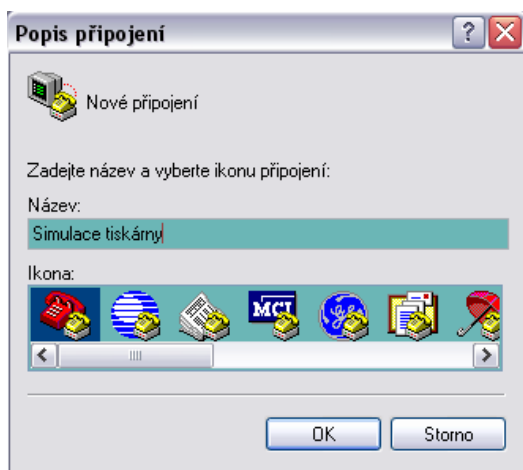 Popis připojení
Nové připojení
Zadejte název a vyberte ikonu připojení:
Název:
Simulace tiskárny
Ikona:
MCI
OK
Storno